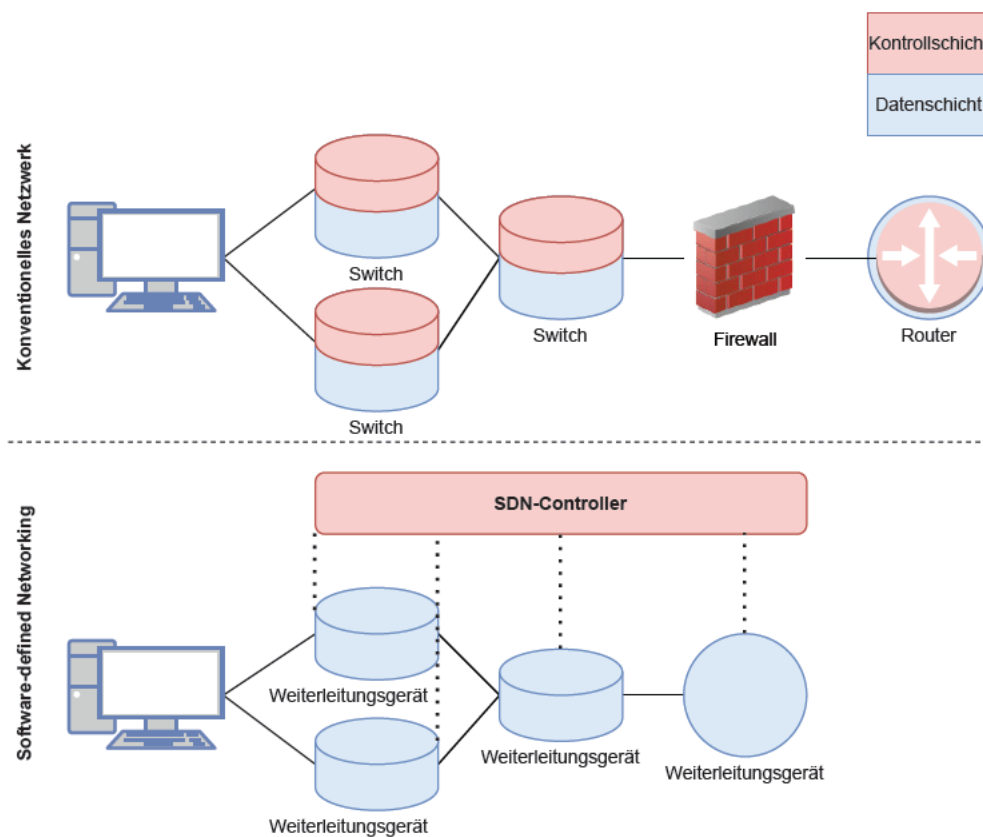 Kontrollschich
Datenschicht
Konventionelles Netzwerk
Switch
Switch
Switch
Firewall
Router
Software-defined Networking
SDN-Controller
Weiterleitungsgerät
Weiterleitungsgerät
Weiterleitungsgerät
Weiterleitungsgerät